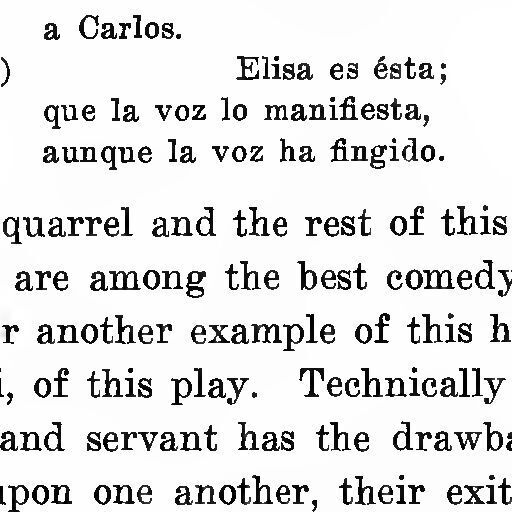 a Carlos.
) Elisa es ésta;
que la voz lo manifiesta,
aunque la voz ha fingido.
quarrel and the rest of this
are among the best comedy
r another example of this h
i, of this play. Technically
and servant has the drawba
upon one another, their exit